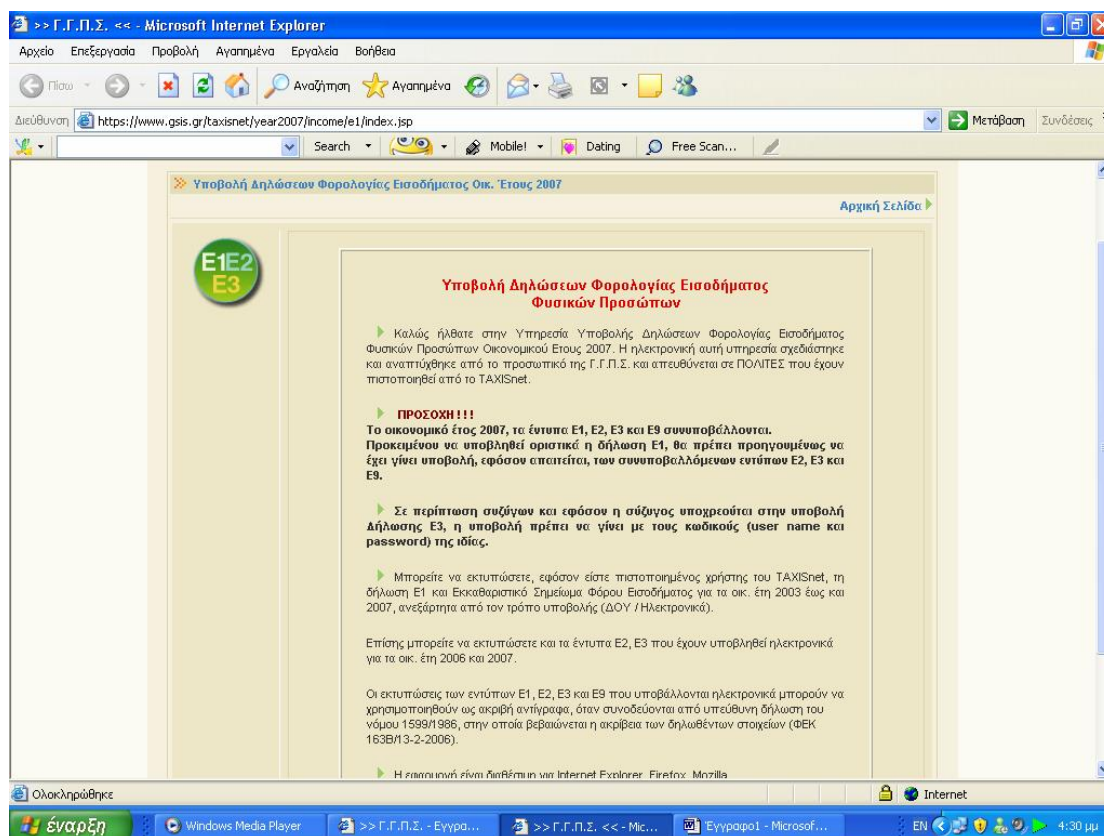 >> Γ.Γ.Π.Σ. << - Microsoft Internet Explorer
Αρχείο Επεξεργασία Προβολή Αγαπημένα Εργαλεία Βοήθεια
Πίσω Αναζήτηση Αγαπημένα
Διεύθυνση https://www.gsis.gr/taxisnet/year2007/income/e1/index.jsp Μετάβαση Συνδέσεις
Search Mobile! Dating Free Scan...
Υποβολή Δηλώσεων Φορολογίας Εισοδήματος Οικ. Έτους 2007
Αρχική Σελίδα
E1E2
E3
Υποβολή Δηλώσεων Φορολογίας Εισοδήματος
Φυσικών Προσώπων
Καλώς ήλθατε στην Υπηρεσία Υποβολής Δηλώσεων Φορολογίας Εισοδήματος
Φυσικών Προσώπων Οικονομικού Ετους 2007. Η ηλεκτρονική αυτή υπηρεσία σχεδιάστηκε
και αναπτύχθηκε από το προσωπικό της Γ.Γ.Π.Σ. και απευθύνεται σε ΠΟΛΙΤΕΣ που έχουν
πιστοποιηθεί από το TAXISnet.
ΠΡΟΣΟΧΗ!!!
Το οικονομικό έτος 2007, τα έντυπα Ε1, Ε2, Ε3 και Ε9 συνυποβάλλονται.
Προκειμένου να υποβληθεί οριστικά η δήλωση Ε1, θα πρέπει προηγουμένως να
έχει γίνει υποβολή, εφόσον απαιτείται, των συνυποβαλλόμενων εντύπων Ε2, Ε3 και
Ε9.
Σε περίπτωση συζύγων και εφόσον η σύζυγος υποχρεούται στην υποβολή
Δήλωσης Ε3, η υποβολή πρέπει να γίνει με τους κωδικούς (user name και
password) της ιδίας.
Μπορείτε να εκτυπώσετε, εφόσον είστε πιστοποιημένος χρήστης του TAXISnet, τη
δήλωση Ε1 και Εκκαθαριστικό Σημείωμα Φόρου Εισοδήματος για τα οικ. έτη 2003 έως και
2007, ανεξάρτητα από τον τρόπο υποβολής (ΔΟΥ / Ηλεκτρονικά).
Επίσης μπορείτε να εκτυπώσετε και τα έντυπα Ε2, Ε3 που έχουν υποβληθεί ηλεκτρονικά
για τα οικ. έτη 2006 και 2007.
Οι εκτυπώσεις των εντύπων Ε1, Ε2, Ε3 και Ε9 που υποβάλλονται ηλεκτρονικά μπορούν να
χρησιμοποιηθούν ως ακριβή αντίγραφα, όταν συνοδεύονται από υπεύθυνη δήλωση του
νόμου 1599/1986, στην οποία βεβαιώνεται η ακρίβεια των δηλωθέντων στοιχείων (ΦΕΚ
163Β/13-2-2006).
Η εφαρμογή είναι διαθέσιμη για Internet Explorer, Firefox, Mozilla
Ολοκληρώθηκε Internet
έναρξη Windows Media Player >> Γ.Γ.Π.Σ. - Εγγρα... >> Γ.Γ.Π.Σ. << - Mic... Έγγραφο1 - Microsof... EN 4:30 μμ